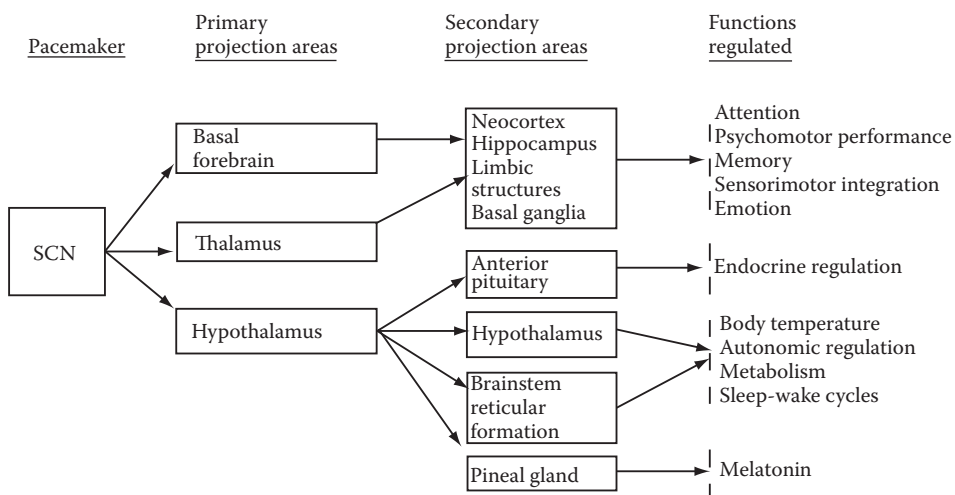 Pacemaker
Primary
projection areas
Secondary
projection areas
Functions
regulated
SCN
Basal
forebrain
Thalamus
Hypothalamus
Neocortex
Hippocampus
Limbic
structures
Basal ganglia
Anterior
pituitary
Hypothalamus
Brainstem
reticular
formation
Pineal gland
Attention
Psychomotor performance
Memory
Sensorimotor integration
Emotion
Endocrine regulation
Body temperature
Autonomic regulation
Metabolism
Sleep-wake cycles
Melatonin